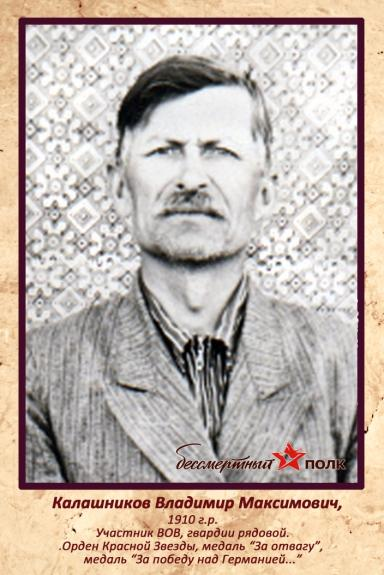 бессмертный полк
Калашников Владимир Максимович,
1910 г.р.
Участник ВОВ, гвардии рядовой.
.Орден Красной Звезды, медаль “За отвагу”,
медаль “За победу над Германией...”